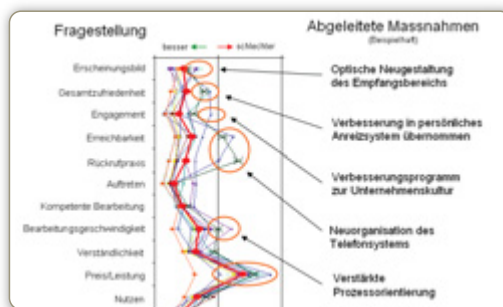 Fragestellung
Abgeleitete Massnahmen
(Beispielhaft)
besser
schlechter
Erscheinungsbild
Gesamtzufriedenheit
Engagement
Erreichbarkeit
Rückrufpraxis
Auftreten
Kompetente Bearbeitung
Bearbeitungsgeschwindigkeit
Verständlichkeit
Preis/Leistung
Nutzen
Optische Neugestaltung
des Empfangsbereichs
Verbesserung in persönliches
Anreizsystem übernommen
Verbesserungsprogramm
zur Unternehmenskultur
Neuorganisation des
Telefonsystems
Verstärkte
Prozessorientierung